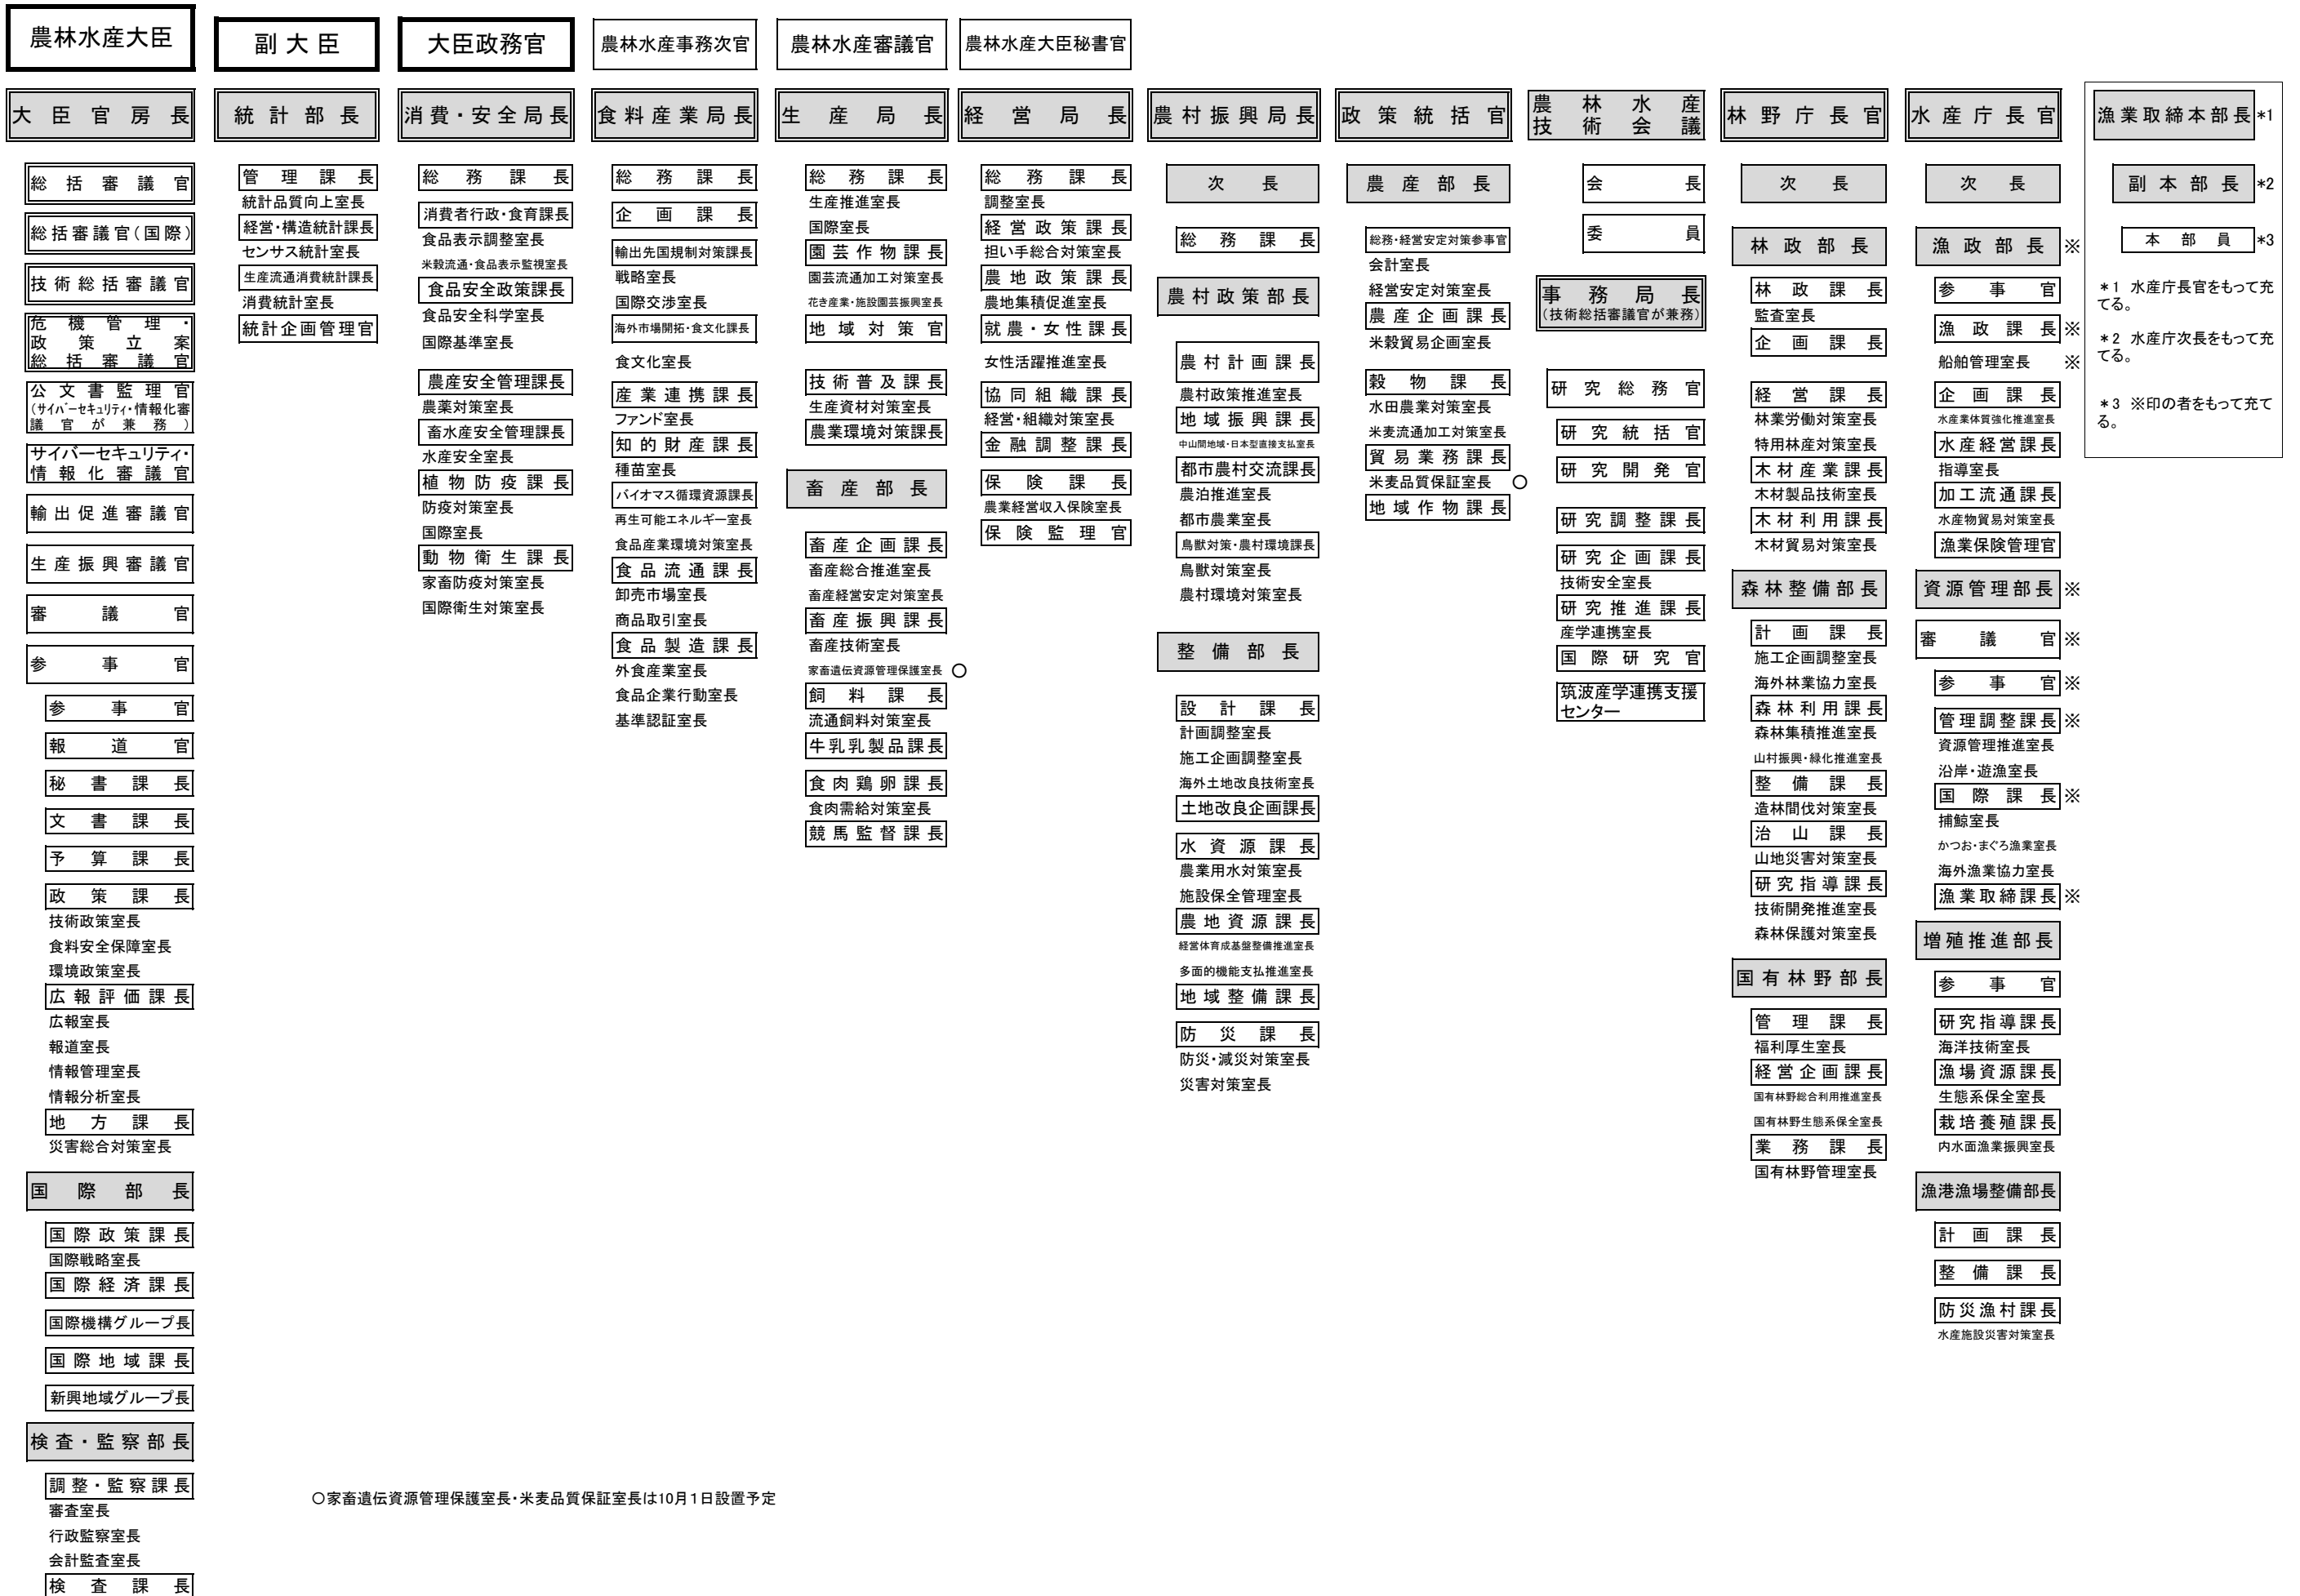 農林水産大臣
副大臣
大臣政務官
農林水産事務次官
農林水産審議官
農林水産大臣秘書官
大臣官房長
総括審議官
総括審議官(国際)
技術総括審議官
危機管理・
政策立案
総括審議官
公文書監理官
(サイバーセキュリティ・情報化審
議官が兼務)
サイバーセキュリティ・
情報化審議官
輸出促進審議官
生産振興審議官
審議官
参事官
参事官
報道官
秘書課長
文書課長
予算課長
政策課長
技術政策室長
食料安全保障室長
環境政策室長
広報評価課長
広報室長
報道室長
情報管理室長
情報分析室長
地方課長
災害総合対策室長
国際部長
国際政策課長
国際戦略室長
国際経済課長
国際機構グループ長
国際地域課長
新興地域グループ長
検査・監察部長
調整・監察課長
審査室長
行政監察室長
会計監査室長
検査課長
統計部長
管理課長
統計品質向上室長
経営・構造統計課長
センサス統計室長
生産流通消費統計課長
消費統計室長
統計企画管理官
消費・安全局長
総務課長
消費者行政・食育課長
食品表示調整室長
米穀流通・食品表示監視室長
食品安全政策課長
食品安全科学室長
国際基準室長
農産安全管理課長
農薬対策室長
畜水産安全管理課長
水産安全室長
植物防疫課長
防疫対策室長
国際室長
動物衛生課長
家畜防疫対策室長
国際衛生対策室長
食料産業局長
総務課長
企画課長
輸出先国規制対策課長
戦略室長
国際交渉室長
海外市場開拓・食文化課長
食文化室長
産業連携課長
ファンド室長
知的財産課長
種苗室長
バイオマス循環資源課長
再生可能エネルギー室長
食品産業環境対策室長
食品流通課長
卸売市場室長
商品取引室長
食品製造課長
外食産業室長
食品企業行動室長
基準認証室長
生産局長
総務課長
生産推進室長
国際室長
園芸作物課長
園芸流通加工対策室長
花き産業・施設園芸振興室長
地域対策官
技術普及課長
生産資材対策室長
農業環境対策課長
畜産部長
畜産企画課長
畜産総合推進室長
畜産経営安定対策室長
畜産振興課長
畜産技術室長
家畜遺伝資源管理保護室長 〇
飼料課長
流通飼料対策室長
牛乳乳製品課長
食肉鶏卵課長
食肉需給対策室長
競馬監督課長
経営局長
総務課長
調整室長
経営政策課長
担い手総合対策室長
農地政策課長
農地集積促進室長
就農・女性課長
女性活躍推進室長
協同組織課長
経営・組織対策室長
金融調整課長
保険課長
農業経営収入保険室長
保険監理官
農村振興局長
次長
総務課長
農村政策部長
農村計画課長
農村政策推進室長
地域振興課長
中山間地域・日本型直接支払室長
都市農村交流課長
農泊推進室長
都市農業室長
鳥獣対策・農村環境課長
鳥獣対策室長
農村環境対策室長
整備部長
設計課長
計画調整室長
施工企画調整室長
海外土地改良技術室長
土地改良企画課長
水資源課長
農業用水対策室長
施設保全管理室長
農地資源課長
経営体育成基盤整備推進室長
多面的機能支払推進室長
地域整備課長
防災課長
防災・減災対策室長
災害対策室長
政策統括官
農産部長
総務・経営安定対策参事官
会計室長
経営安定対策室長
農産企画課長
米穀貿易企画室長
穀物課長
水田農業対策室長
米麦流通加工対策室長
貿易業務課長
米麦品質保証室長 〇
地域作物課長
農林水産
技術会議
会長
委員
事務局長
(技術総括審議官が兼務)
研究総務官
研究統括官
研究開発官
研究調整課長
研究企画課長
技術安全室長
研究推進課長
産学連携室長
国際研究官
筑波産学連携支援
センター
林野庁長官
次長
林政部長
林政課長
監査室長
企画課長
経営課長
林業労働対策室長
特用林産対策室長
木材産業課長
木材製品技術室長
木材利用課長
木材貿易対策室長
森林整備部長
計画課長
施工企画調整室長
海外林業協力室長
森林利用課長
森林集積推進室長
山村振興・緑化推進室長
整備課長
造林間伐対策室長
治山課長
山地災害対策室長
研究指導課長
技術開発推進室長
森林保護対策室長
国有林野部長
管理課長
福利厚生室長
経営企画課長
国有林野総合利用推進室長
国有林野生態系保全室長
業務課長
国有林野管理室長
水産庁長官
次長
漁政部長 ※
参事官
漁政課長 ※
船舶管理室長 ※
企画課長
水産業体質強化推進室長
水産経営課長
指導室長
加工流通課長
水産物貿易対策室長
漁業保険管理官
資源管理部長 ※
審議官 ※
参事官 ※
管理調整課長 ※
資源管理推進室長
沿岸・遊漁室長
国際課長 ※
捕鯨室長
かつお・まぐろ漁業室長
海外漁業協力室長
漁業取締課長 ※
増殖推進部長
参事官
研究指導課長
海洋技術室長
漁場資源課長
生態系保全室長
栽培養殖課長
内水面漁業振興室長
漁港漁場整備部長
計画課長
整備課長
防災漁村課長
水産施設災害対策室長
漁業取締本部長 *1
副本部長 *2
本部員 *3
*1 水産庁長官をもって充
てる。
*2 水産庁次長をもって充
てる。
*3 ※印の者をもって充て
る。
〇家畜遺伝資源管理保護室長・米麦品質保証室長は10月1日設置予定